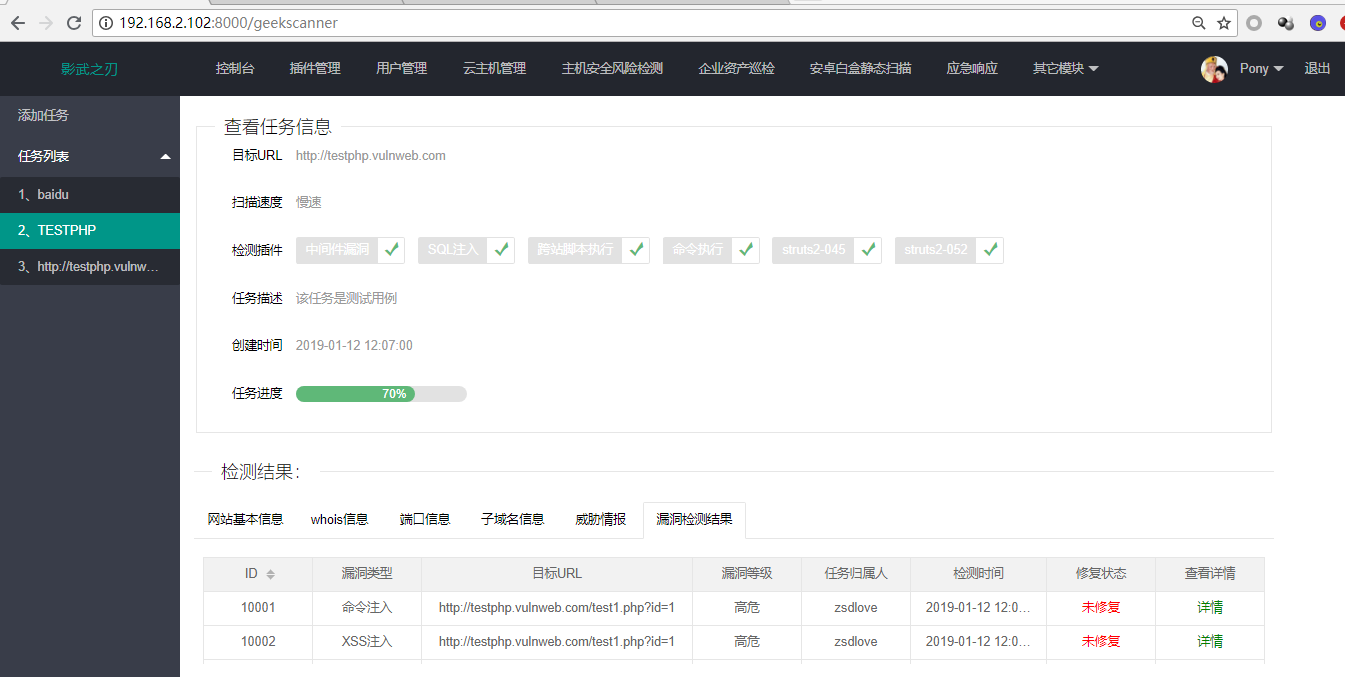 192.168.2.102:8000/geekscanner
影武之刃 控制台 插件管理 用户管理 云主机管理 主机安全风险检测 企业资产巡检 安卓白盒静态扫描 应急响应 其它模块 Pony 退出
添加任务
任务列表
1、baidu
2、TESTPHP
3、http://testphp.vulnw...
查看任务信息
目标URL http://testphp.vulnweb.com
扫描速度 慢速
检测插件 中间件漏洞 SQL注入 跨站脚本执行 命令执行 struts2-045 struts2-052
任务描述 该任务是测试用例
创建时间 2019-01-12 12:07:00
任务进度 70%
检测结果：
网站基本信息 whois信息 端口信息 子域名信息 威胁情报 漏洞检测结果
ID 漏洞类型 目标URL 漏洞等级 任务归属人 检测时间 修复状态 查看详情
10001 命令注入 http://testphp.vulnweb.com/test1.php?id=1 高危 zsdlove 2019-01-12 12:0... 未修复 详情
10002 XSS注入 http://testphp.vulnweb.com/test1.php?id=1 高危 zsdlove 2019-01-12 12:0... 未修复 详情